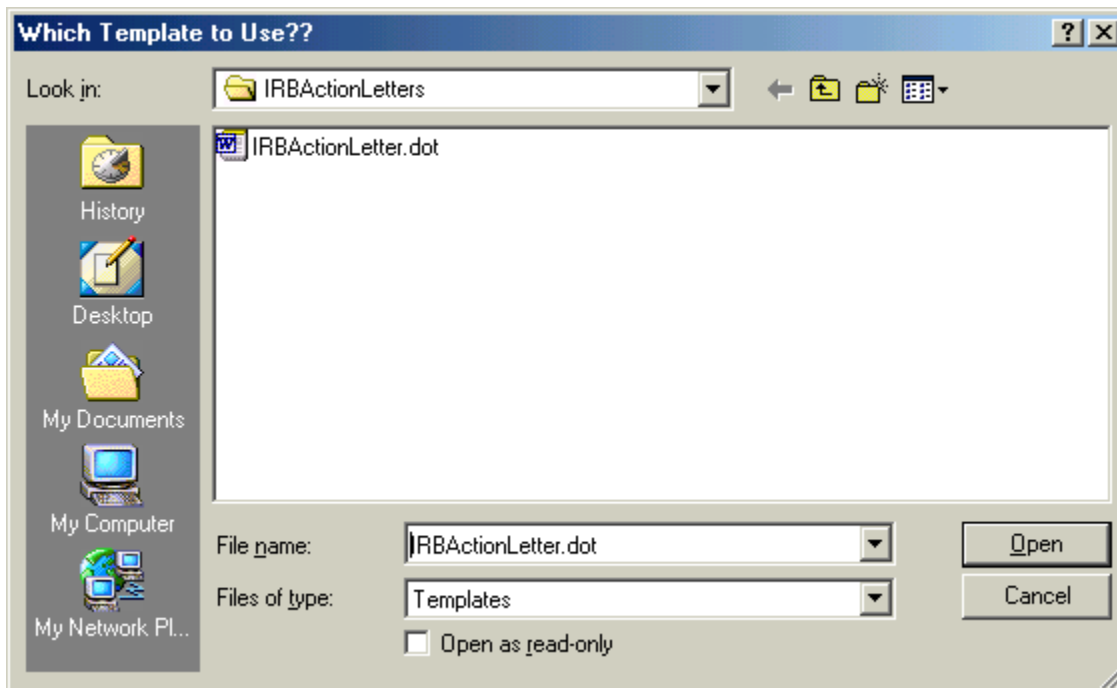 Which Template to Use??
Look in:
IRBActionLetters
IRBActionLetter.dot
History
Desktop
My Documents
My Computer
My Network Pl...
File name:
IRBActionLetter.dot
Open
Files of type:
Templates
Cancel
Open as read-only